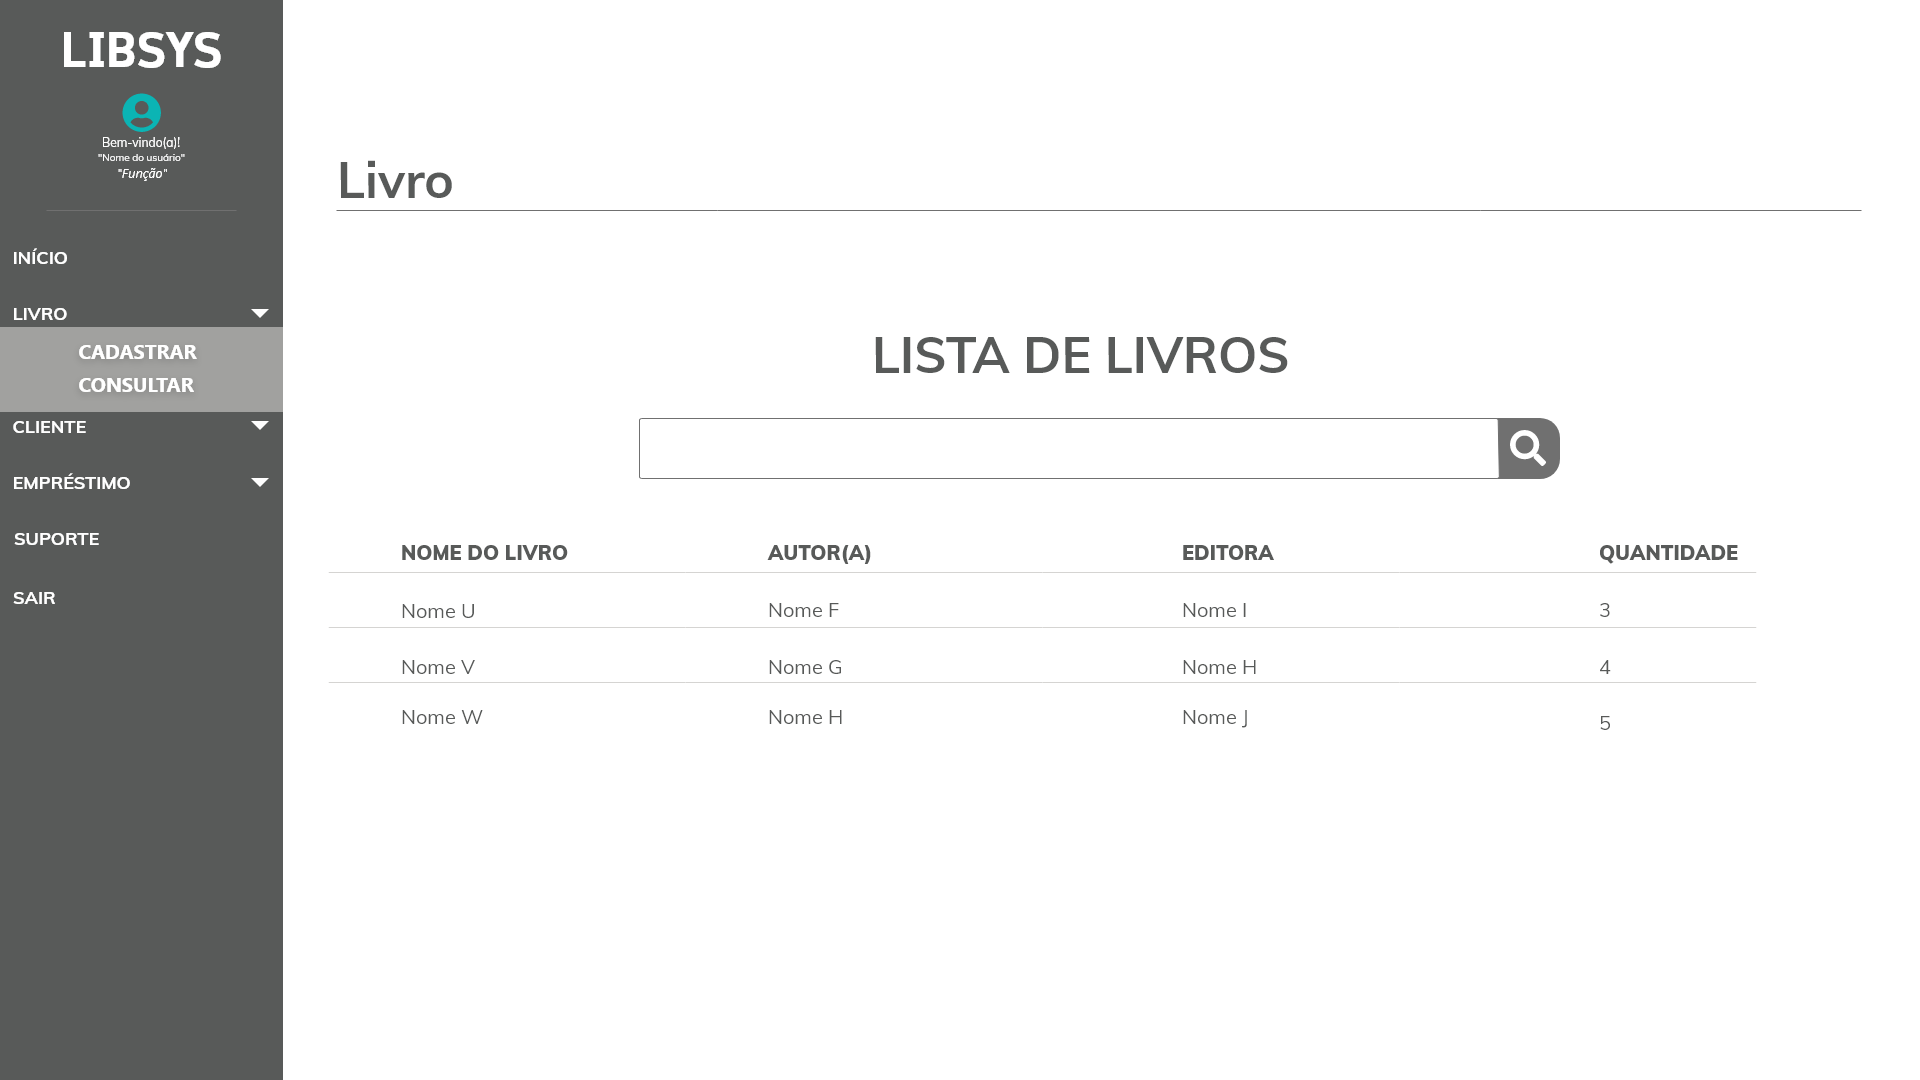 LIBSYS
Bem-vindo(a)!
"Nome do usuário"
"Função"
INÍCIO
LIVRO
CADASTRAR
CONSULTAR
CLIENTE
EMPRÉSTIMO
SUPORTE
SAIR
Livro
LISTA DE LIVROS
NOME DO LIVRO AUTOR(A) EDITORA QUANTIDADE
Nome U Nome F Nome I 3
Nome V Nome G Nome H 4
Nome W Nome H Nome J 5